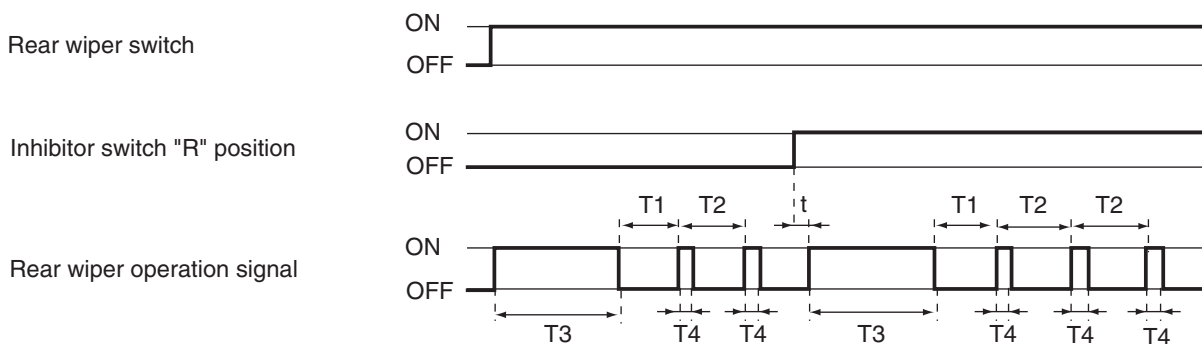 Rear wiper switch
ON
OFF
Inhibitor switch "R" position
ON
OFF
T1 T2 t T1 T2 T2
Rear wiper operation signal
ON
OFF
T3 T4 T4 T3 T4 T4 T4